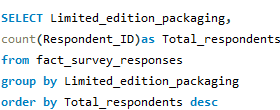 SELECT Limited_edition_packaging,
count(Respondent_ID)as Total_respondents
from fact_survey_responses
group by Limited_edition_packaging
order by Total_respondents desc